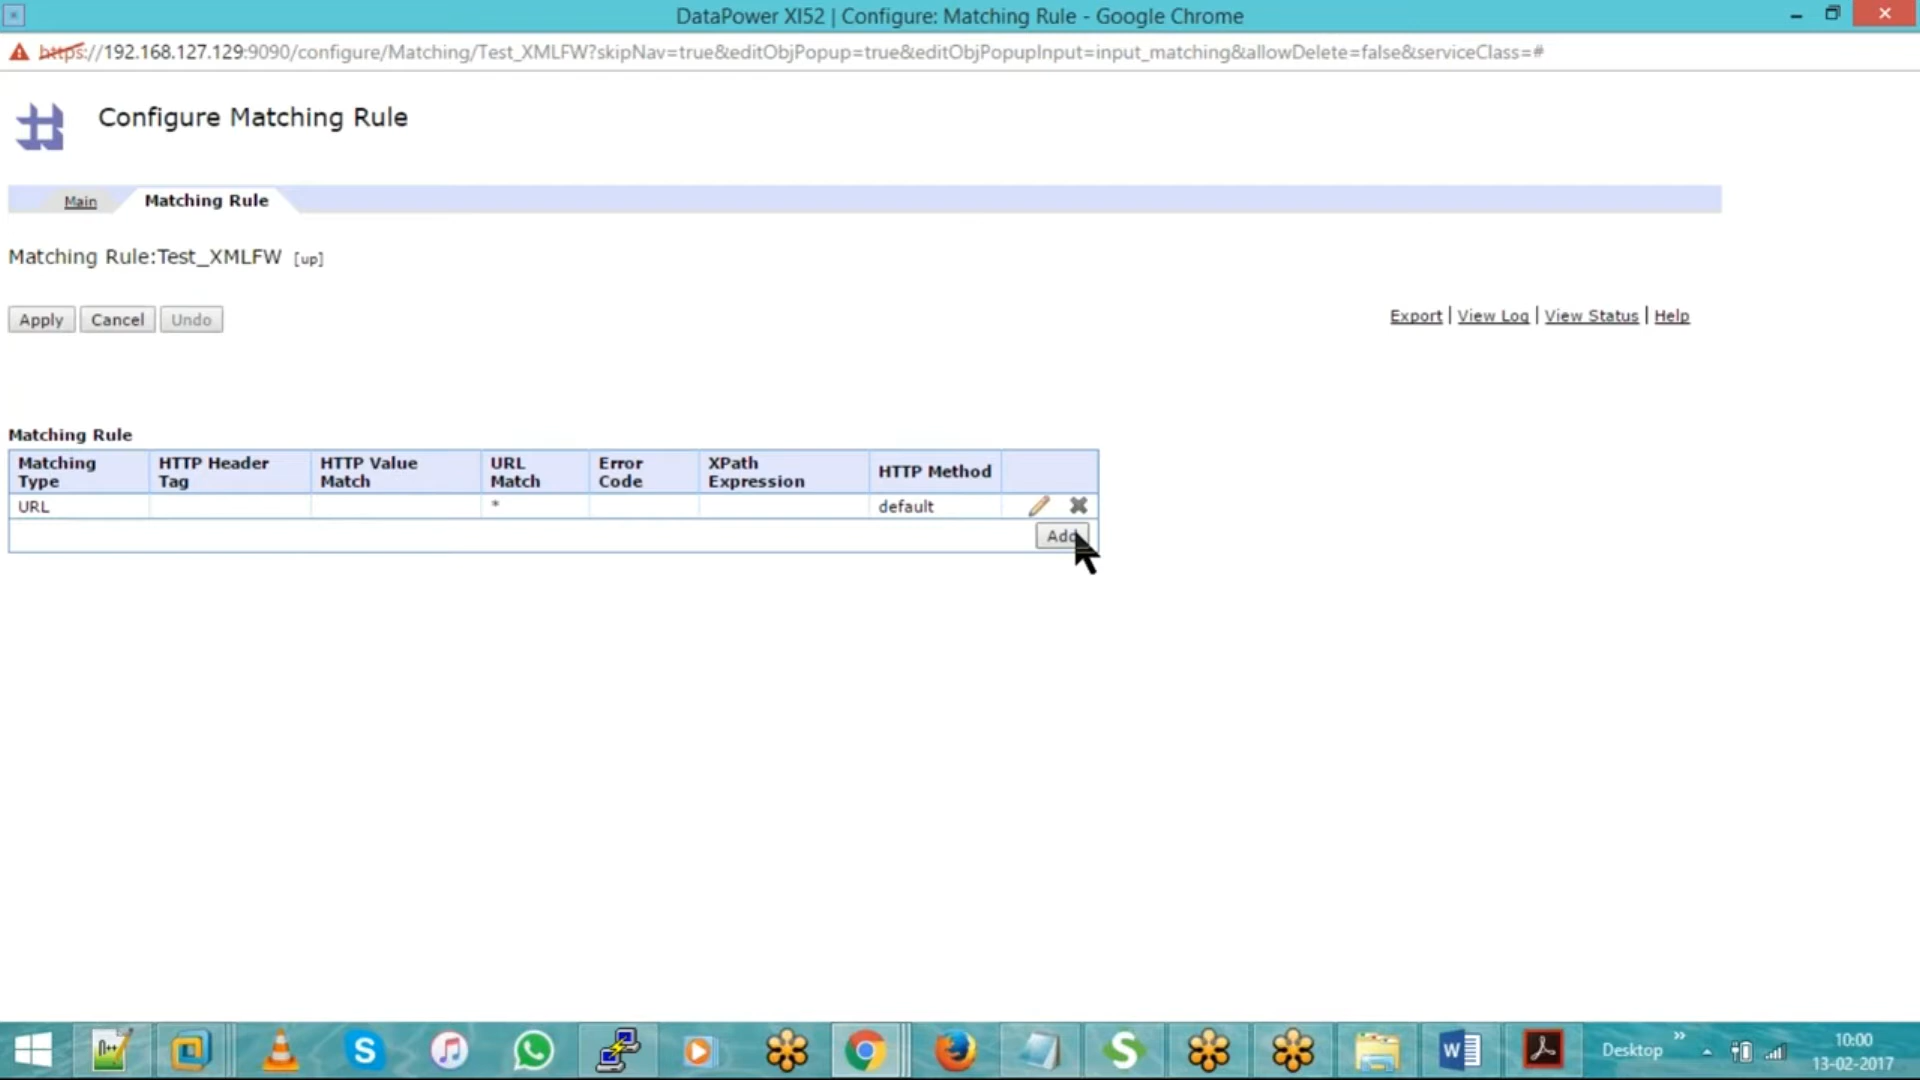 DataPower XI52 | Configure: Matching Rule - Google Chrome
https://192.168.127.129:9090/configure/Matching/Test_XMLFW?skipNav=true&editObjPopup=true&editObjPopupInput=input_matching&allowDelete=false&serviceClass=#
Configure Matching Rule
Main Matching Rule
Matching Rule:Test_XMLFW [up]
Apply Cancel Undo
Export | View Log | View Status | Help
Matching Rule
Matching Type HTTP Header Tag HTTP Value Match URL Match Error Code XPath Expression HTTP Method
URL * default
Add
Desktop 10:00
13-02-2017